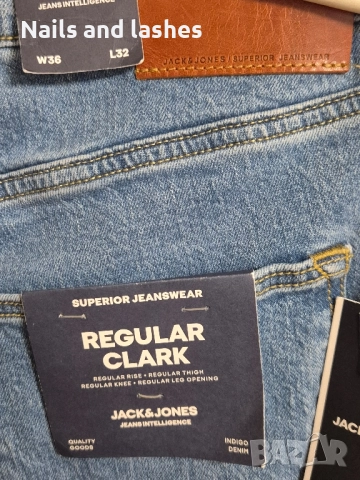 Nails and lashes
JEANS INTELLIGENCE
W36 L32
JACK & JONES / SUPERIOR JEANSWEAR
SUPERIOR JEANSWEAR
REGULAR
CLARK
REGULAR RISE • REGULAR THIGH
REGULAR KNEE • REGULAR LEG OPENING
JACK&JONES
JEANS INTELLIGENCE
QUALITY
GOODS
INDIGO
DENIM
JACK
BAZAR